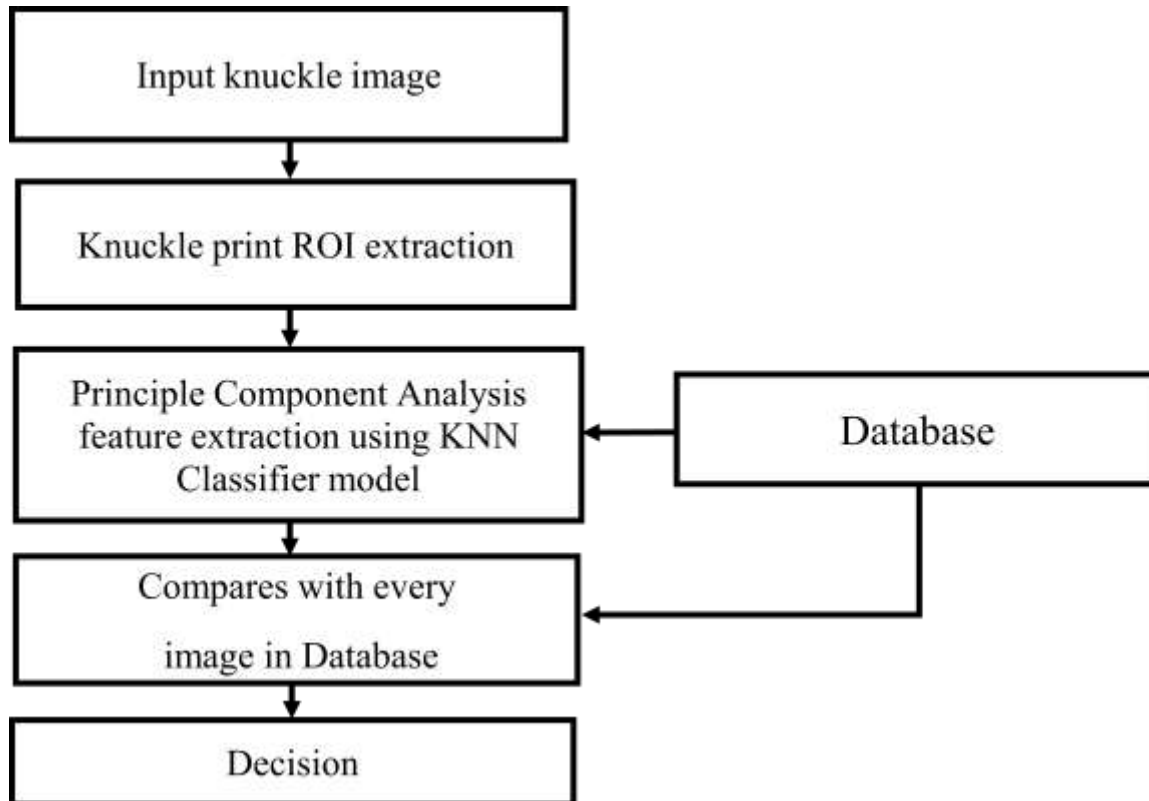 Input knuckle image
Knuckle print ROI extraction
Principle Component Analysis
feature extraction using KNN
Classifier model
Database
Compares with every
image in Database
Decision